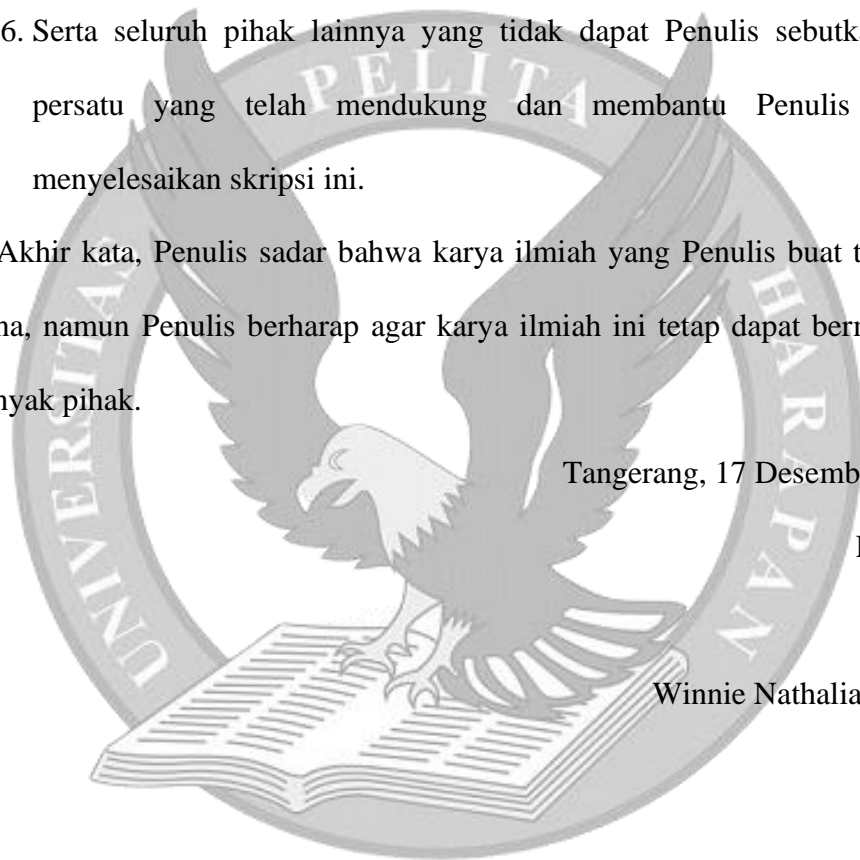 6. Serta seluruh pihak lainnya yang tidak dapat Penulis sebutka
persatu yang telah mendukung dan membantu Penulis
menyelesaikan skripsi ini.
Akhir kata, Penulis sadar bahwa karya ilmiah yang Penulis buat t
na, namun Penulis berharap agar karya ilmiah ini tetap dapat berm
nyak pihak.
Tangerang, 17 Desemb
Winnie Nathalia
UNIVERSITAS PELITA HARAPAN